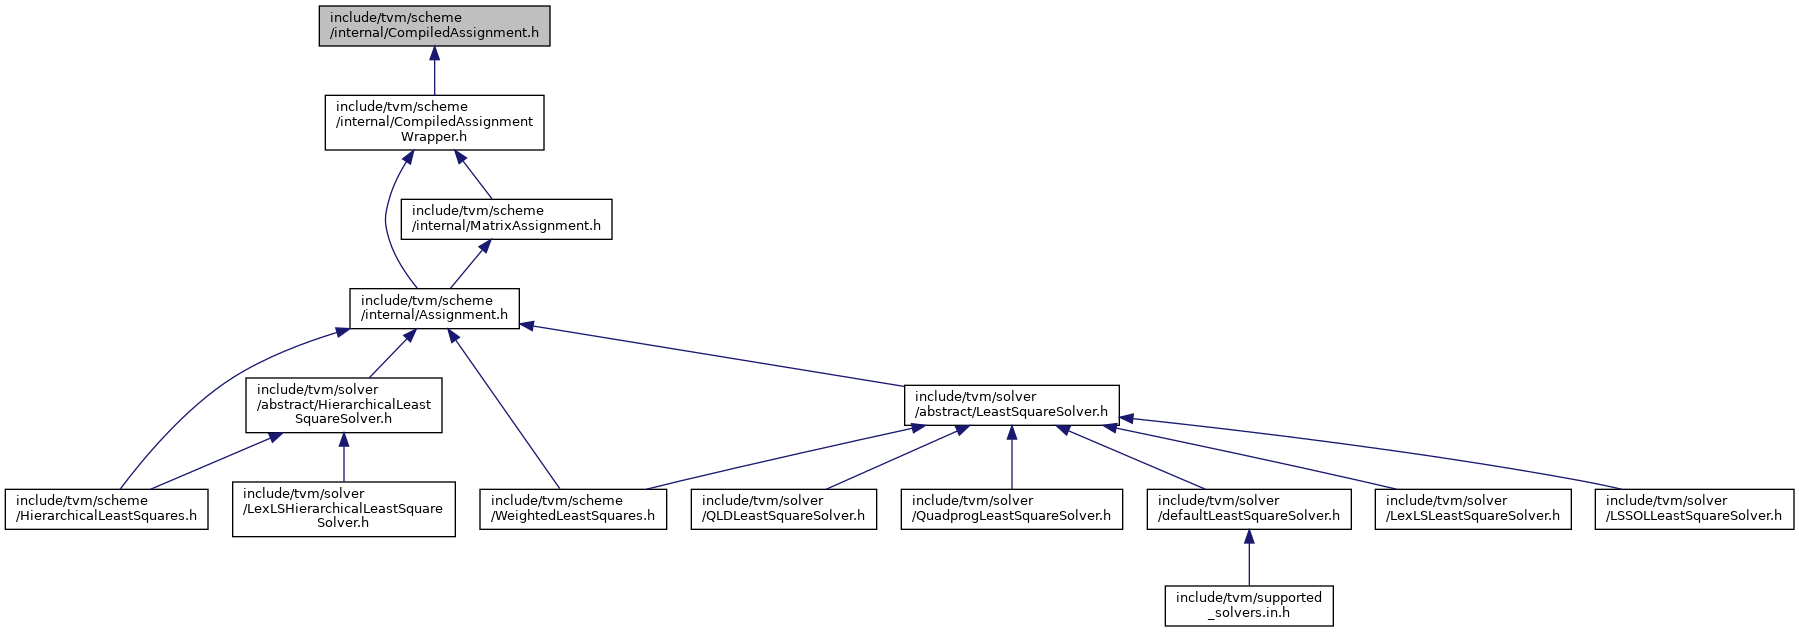 include/tvm/scheme
/internal/CompiledAssignment.h
include/tvm/scheme
/internal/CompiledAssignment
Wrapper.h
include/tvm/scheme
/internal/MatrixAssignment.h
include/tvm/scheme
/internal/Assignment.h
include/tvm/solver
/abstract/HierarchicalLeast
SquareSolver.h
include/tvm/solver
/abstract/LeastSquareSolver.h
include/tvm/scheme
/HierarchicalLeastSquares.h
include/tvm/solver
/LexLSHierarchicalLeastSquare
Solver.h
include/tvm/scheme
/WeightedLeastSquares.h
include/tvm/solver
/QLDLeastSquareSolver.h
include/tvm/solver
/QuadprogLeastSquareSolver.h
include/tvm/solver
/defaultLeastSquareSolver.h
include/tvm/solver
/LexLSLeastSquareSolver.h
include/tvm/solver
/LSSOLLeastSquareSolver.h
include/tvm/supported
_solvers.in.h